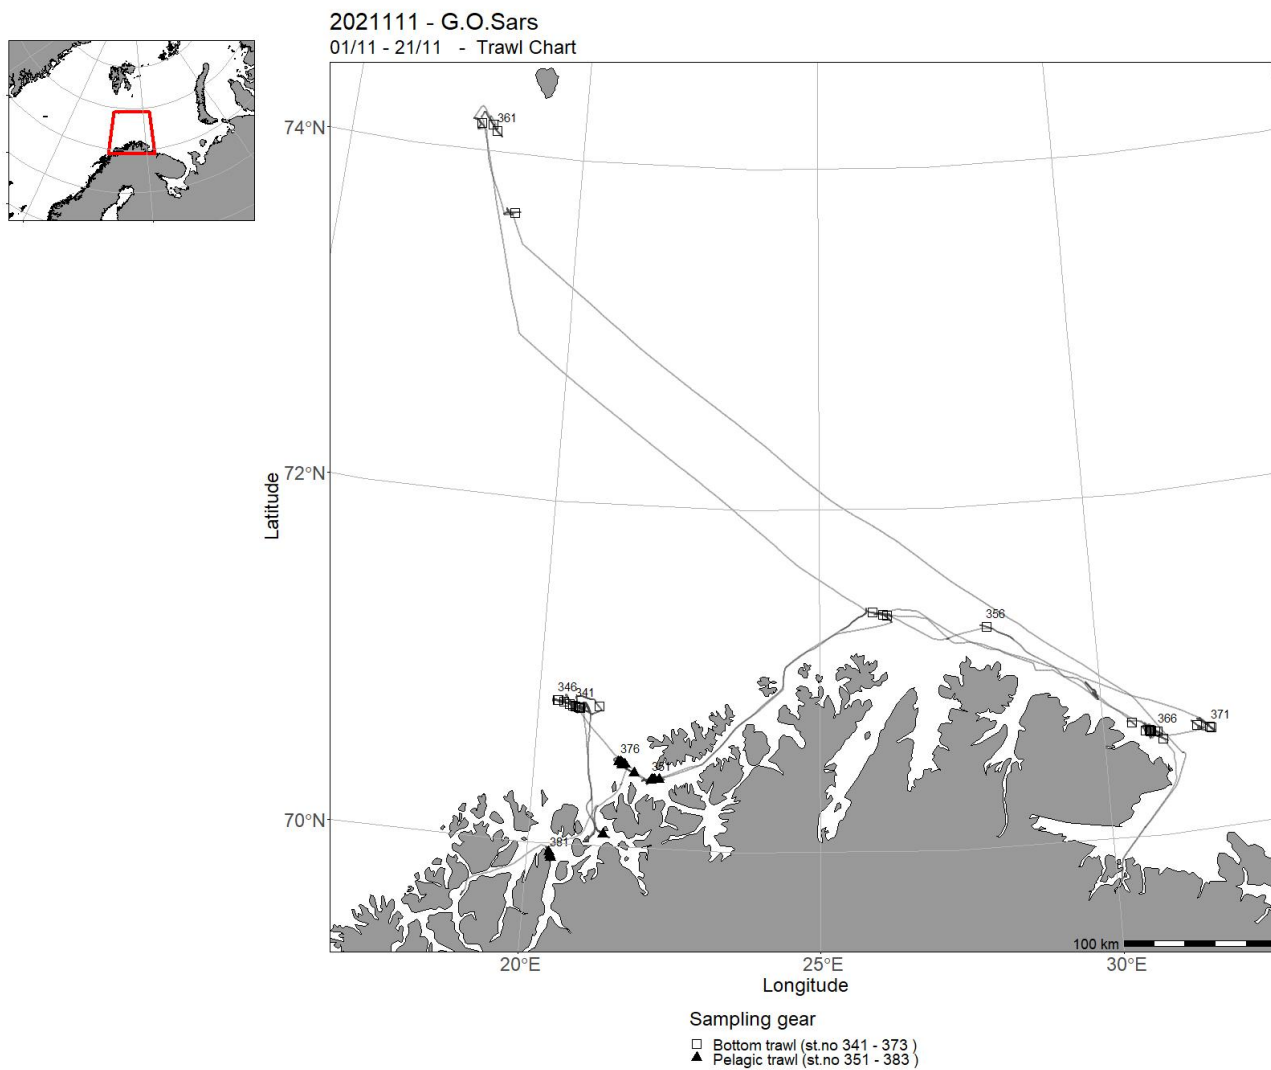 2021111 - G.O.Sars
01/11 - 21/11 - Trawl Chart
361
74°N
72°N
Latitude
356
346
341
366
371
376
351
70°N
381
100 km
20°E
25°E
30°E
Longitude
Sampling gear
Bottom trawl (st.no 341 - 373 )
Pelagic trawl (st.no 351 - 383 )